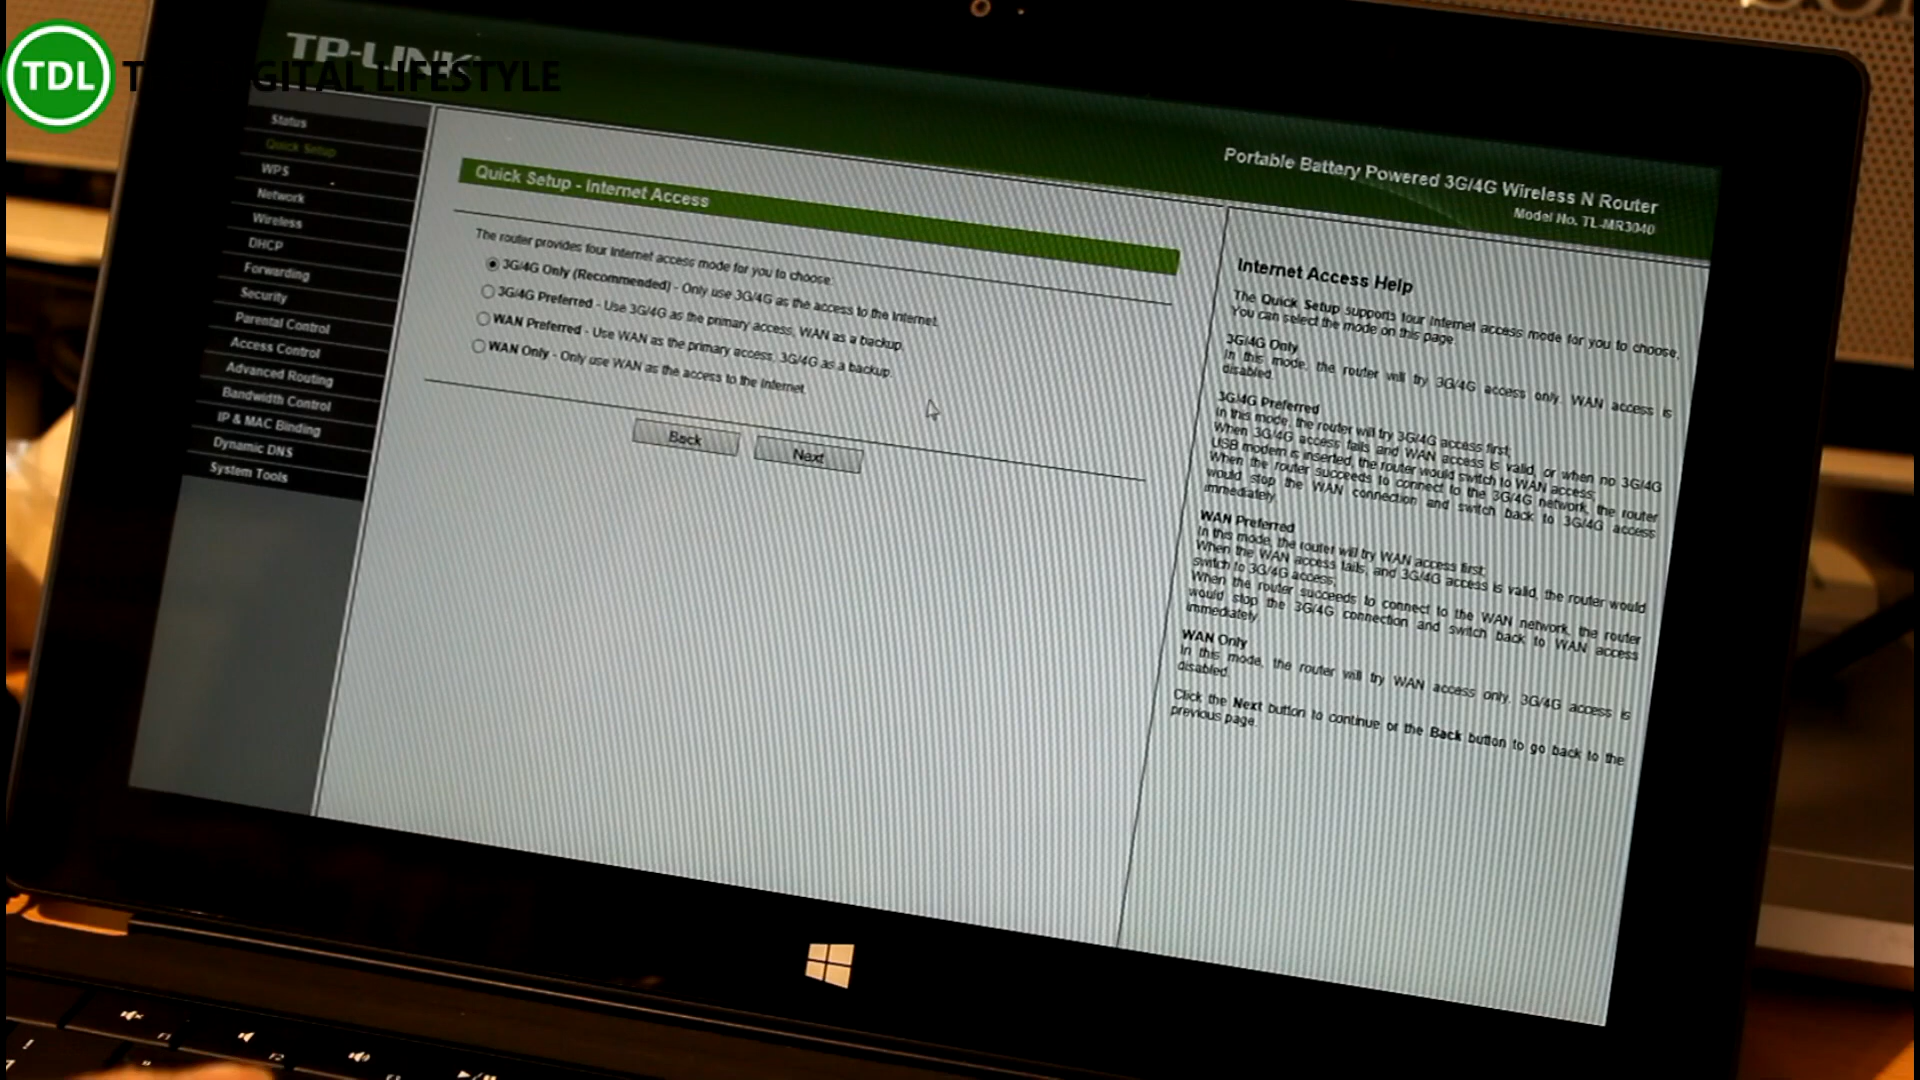 TDL
DIGITAL LIFESTYLE
TP-LINK
Portable Battery Powered 3G/4G Wireless N Router
Model No. TL-MR3040
Status
Quick Setup
WPS
Network
Wireless
DHCP
Forwarding
Security
Parental Control
Access Control
Advanced Routing
Bandwidth Control
IP & MAC Binding
Dynamic DNS
System Tools
Quick Setup - Internet Access
The router provides four Internet access mode for you to choose:
3G/4G Only (Recommended) - Only use 3G/4G as the access to the Internet.
3G/4G Preferred - Use 3G/4G as the primary access, WAN as a backup.
WAN Preferred - Use WAN as the primary access, 3G/4G as a backup.
WAN Only - Only use WAN as the access to the Internet.
Back
Next
Internet Access Help
The Quick Setup supports four Internet access mode for you to choose,
You can select the mode on this page.
3G/4G Only
In this mode, the router will try 3G/4G access only. WAN access is
disabled.
3G/4G Preferred
In this mode, the router will try 3G/4G access first;
When 3G/4G access fails and WAN access is valid, or when no 3G/4G
USB modem is inserted, the router would switch to WAN access;
When the router succeeds to connect to the 3G/4G network, the router
would stop the WAN connection and switch back to 3G/4G access
immediately.
WAN Preferred
In this mode, the router will try WAN access first;
When the WAN access fails, and 3G/4G access is valid, the router would
switch to 3G/4G access;
When the router succeeds to connect to the WAN network, the router
would stop the 3G/4G connection and switch back to WAN access
immediately.
WAN Only
In this mode, the router will try WAN access only. 3G/4G access is
disabled.
Click the Next button to continue or the Back button to go back to the
previous page.
F1
F2